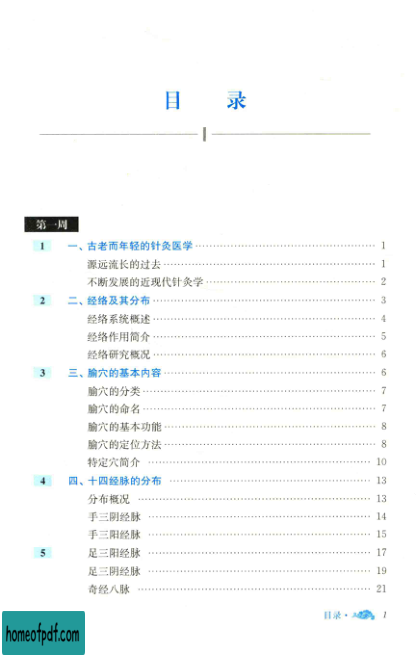 目 录
第一周
1 一、古老而年轻的针灸医学 1
源远流长的过去 1
不断发展的近现代针灸学 2
2 二、经络及其分布 3
经络系统概述 4
经络作用简介 5
经络研究概况 6
3 三、腧穴的基本内容 6
腧穴的分类 7
腧穴的命名 7
腧穴的基本功能 8
腧穴的定位方法 8
特定穴简介 10
4 四、十四经脉的分布 13
分布概况 13
手三阴经脉 14
手三阳经脉 15
5 足三阳经脉 17
足三阴经脉 19
奇经八脉 21
目录· 1
homeofpdf.com